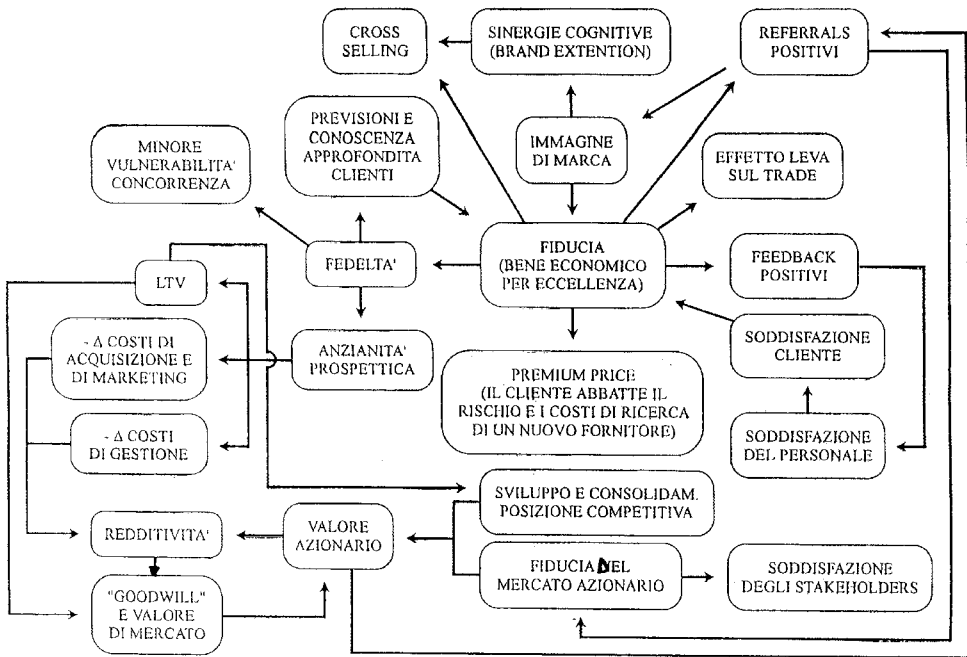 CROSS
SELLING
SINERGIE COGNITIVE
(BRAND EXTENTION)
REFERRALS
POSITIVI
MINORE
VULNERABILITA'
CONCORRENZA
PREVISIONI E
CONOSCENZA
APPROFONDITA
CLIENTI
IMMAGINE
DI MARCA
EFFETTO LEVA
SUL TRADE
LTV
FEDELTA'
FIDUCIA
(BENE ECONOMICO
PER ECCELLENZA)
FEEDBACK
POSITIVI
- Δ COSTI DI
ACQUISIZIONE E
DI MARKETING
ANZIANITA'
PROSPETTICA
SODDISFAZIONE
CLIENTE
PREMIUM PRICE
(IL CLIENTE ABBATTE IL
RISCHIO E I COSTI DI RICERCA
DI UN NUOVO FORNITORE)
- Δ COSTI
DI GESTIONE
SODDISFAZIONE
DEL PERSONALE
SVILUPPO E CONSOLIDAM.
POSIZIONE COMPETITIVA
REDDITIVITA'
VALORE
AZIONARIO
FIDUCIA NEL
MERCATO AZIONARIO
SODDISFAZIONE
DEGLI STAKEHOLDERS
"GOODWILL"
E VALORE
DI MERCATO